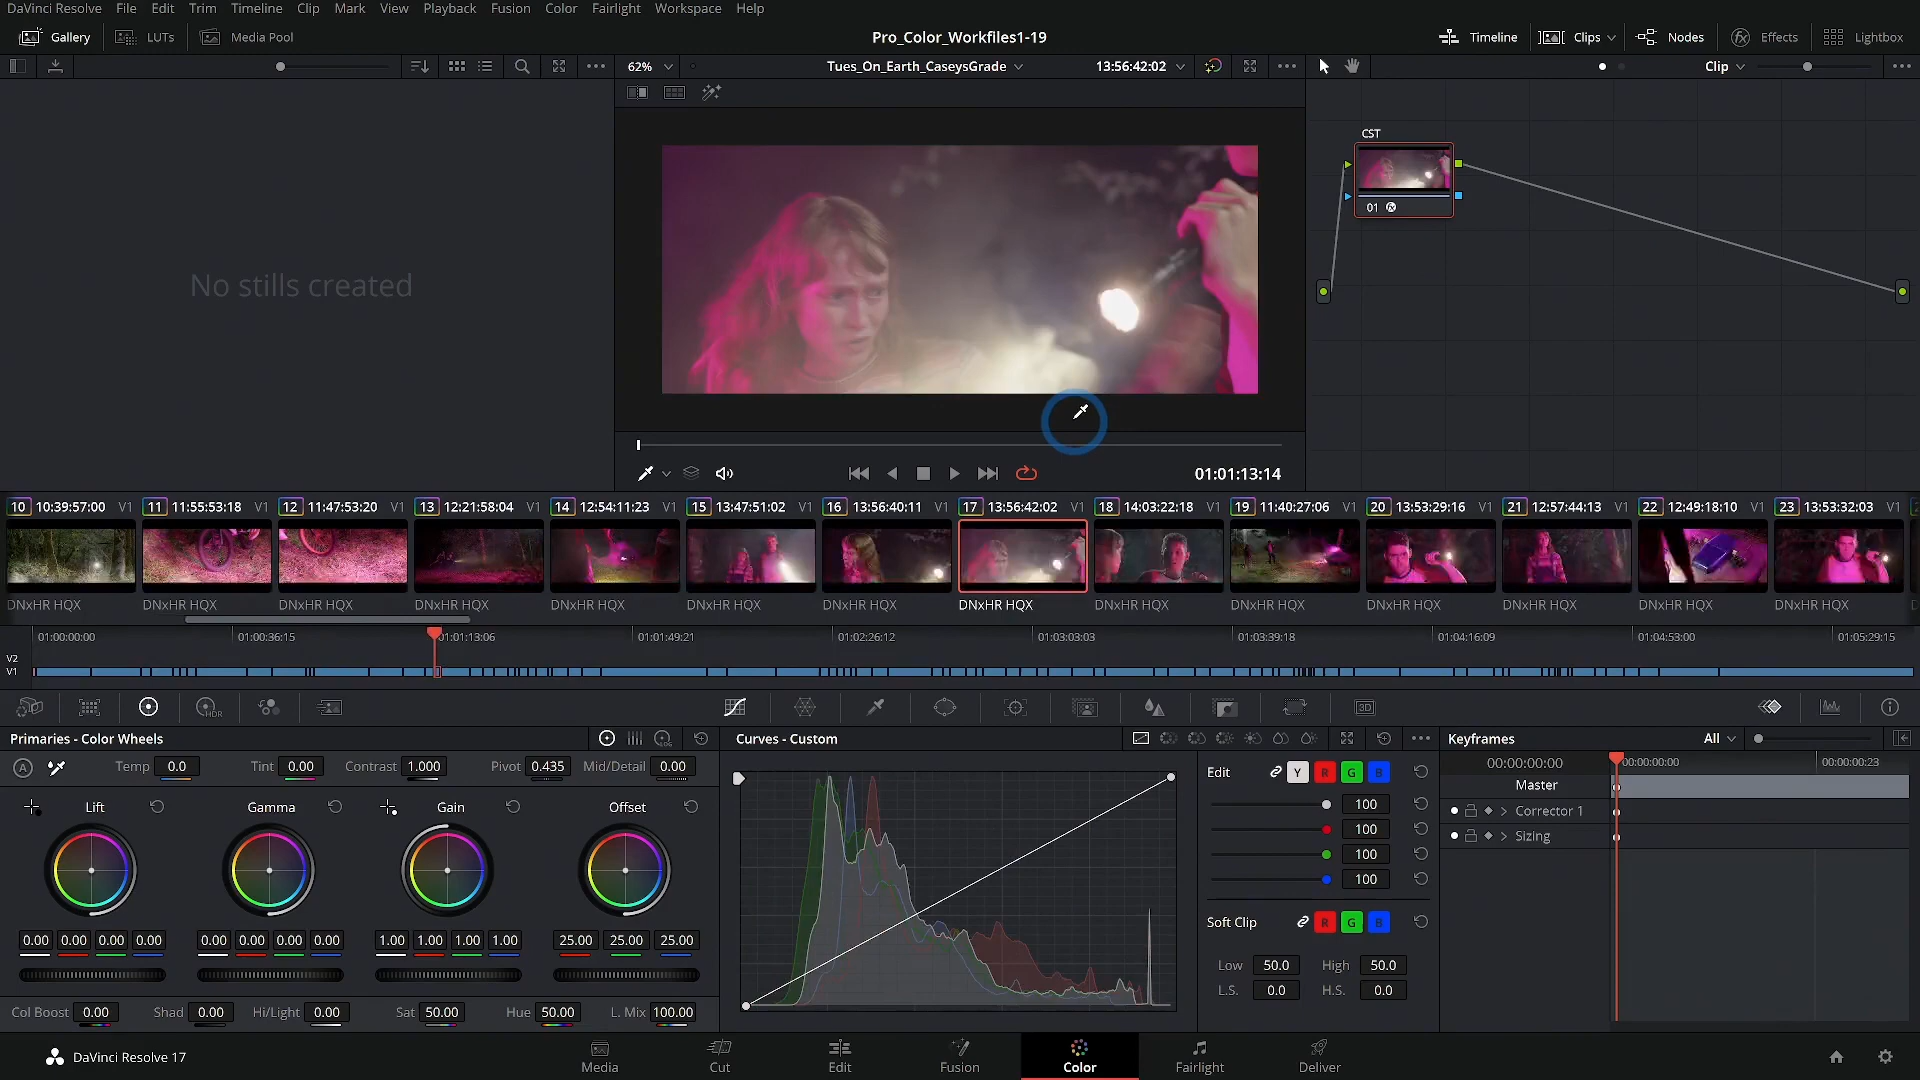 DaVinci Resolve File Edit Trim Timeline Clip Mark View Playback Fusion Color Fairlight Workspace Help
Gallery LUTs Media Pool Pro_Color_Workfiles1-19 Timeline Clips Nodes Effects Lightbox
62% Tues_On_Earth_CaseysGrade 13:56:42:02 Clip
CST
01
No stills created
01:01:13:14
10 10:39:57:00 V1 11 11:55:53:18 V1 12 11:47:53:20 V1 13 12:21:58:04 V1 14 12:54:11:23 V1 15 13:47:51:02 V1 16 13:56:40:11 V1 17 13:56:42:02 V1 18 14:03:22:18 V1 19 11:40:27:06 V1 20 13:53:29:16 V1 21 12:57:44:13 V1 22 12:49:18:10 V1 23 13:53:32:03 V1
DNxHR HQX DNxHR HQX DNxHR HQX DNxHR HQX DNxHR HQX DNxHR HQX DNxHR HQX DNxHR HQX DNxHR HQX DNxHR HQX DNxHR HQX DNxHR HQX DNxHR HQX DNxHR HQX
01:00:00:00 01:00:36:15 01:01:13:06 01:01:49:21 01:02:26:12 01:03:03:03 01:03:39:18 01:04:16:09 01:04:53:00 01:05:29:15
V2
V1
HDR 3D
Primaries - Color Wheels LOG Curves - Custom Keyframes All
Temp 0.0 Tint 0.00 Contrast 1.000 Pivot 0.435 Mid/Detail 0.00
A
Edit Y R G B
00:00:00:00 00:00:00:00 00:00:00:23
Master
Lift Gamma Gain Offset
100
100
100
100
Corrector 1
Sizing
Soft Clip R G B
0.00 0.00 0.00 0.00 0.00 0.00 0.00 0.00 1.00 1.00 1.00 1.00 25.00 25.00 25.00
Low 50.0 High 50.0
L.S. 0.0 H.S. 0.0
Col Boost 0.00 Shad 0.00 Hi/Light 0.00 Sat 50.00 Hue 50.00 L. Mix 100.00
DaVinci Resolve 17 Media Cut Edit Fusion Color Fairlight Deliver